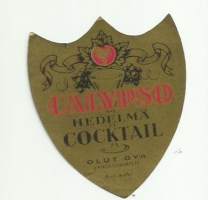 CALYPSO
HEDELMÄ
COCKTAIL
OLUT OY:n